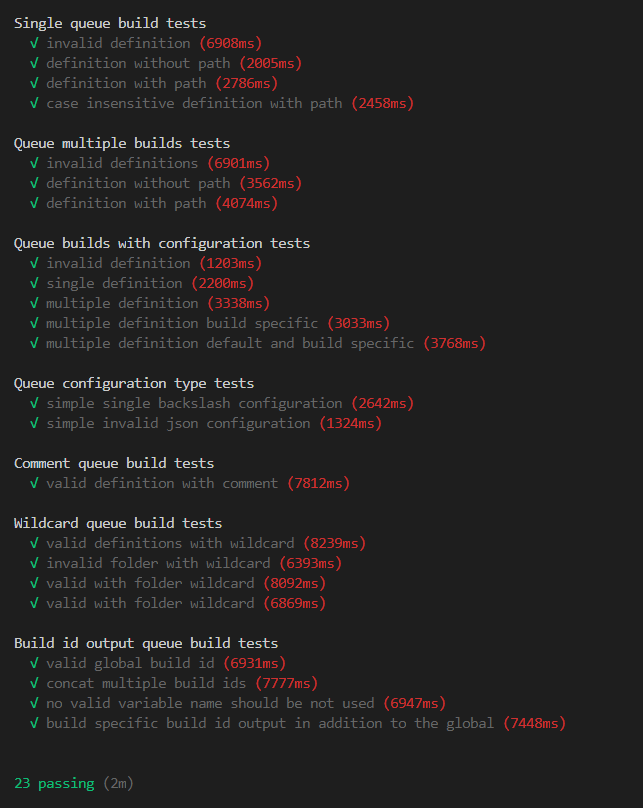 Single queue build tests
√ invalid definition (6908ms)
√ definition without path (2005ms)
√ definition with path (2786ms)
√ case insensitive definition with path (2458ms)
Queue multiple builds tests
√ invalid definitions (6901ms)
√ definition without path (3562ms)
√ definition with path (4074ms)
Queue builds with configuration tests
√ invalid definition (1203ms)
√ single definition (2200ms)
√ multiple definition (3338ms)
√ multiple definition build specific (3033ms)
√ multiple definition default and build specific (3768ms)
Queue configuration type tests
√ simple single backslash configuration (2642ms)
√ simple invalid json configuration (1324ms)
Comment queue build tests
√ valid definition with comment (7812ms)
Wildcard queue build tests
√ valid definitions with wildcard (8239ms)
√ invalid folder with wildcard (6393ms)
√ valid with folder wildcard (8092ms)
√ valid with folder wildcard (6869ms)
Build id output queue build tests
√ valid global build id (6931ms)
√ concat multiple build ids (7777ms)
√ no valid variable name should be not used (6947ms)
√ build specific build id output in addition to the global (7448ms)
23 passing (2m)